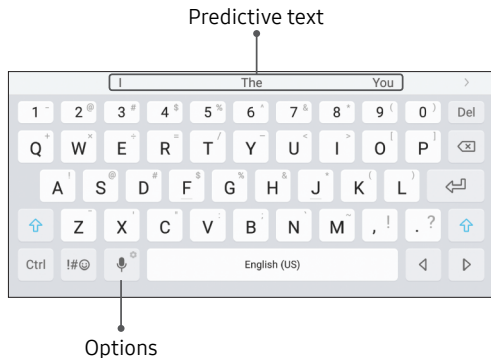 Predictive text
I The You >
1 - 2 @ 3 # 4 $ 5 % 6 ^ 7 & 8 * 9 ( 0 ) Del
Q + W × E ÷ R = T / Y _ U < I > O [ P ]
A ! S @ D # F $ G % H & J * K ( L )
Z - X ' C " V : B ; N , M ~ , ! . ?
Ctrl !#☺ English (US)
Options